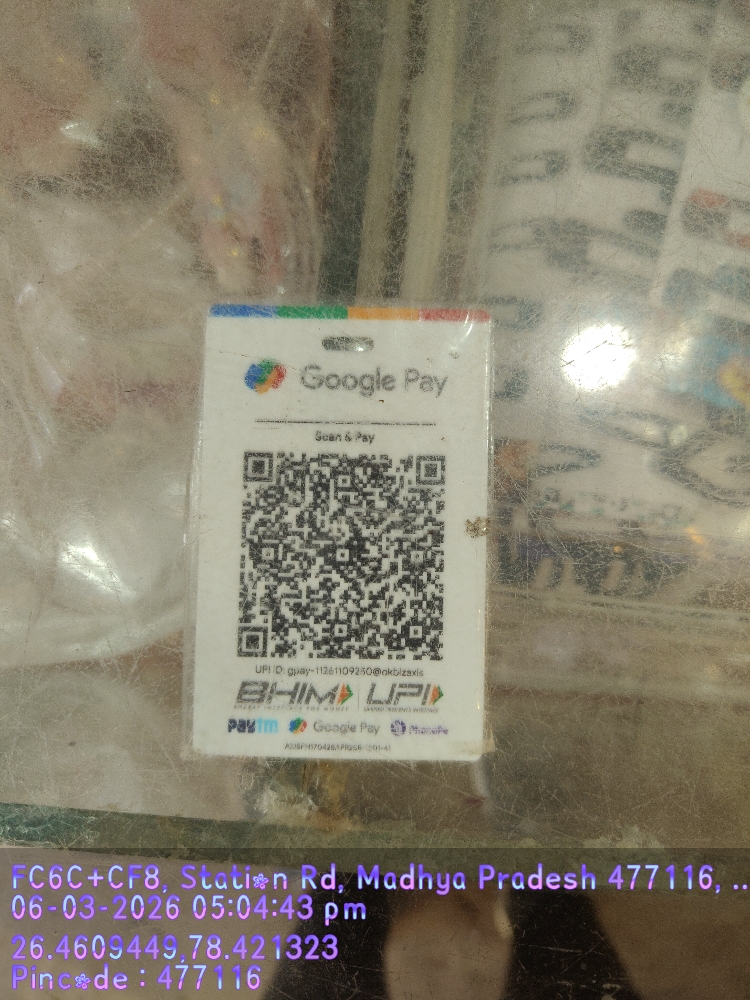 Google Pay
Scan & Pay
UPI ID: gpay-11261109230@okbizaxis
BHIM UPI
Paytm Google Pay PhonePe
FC6C+CF8, Station Rd, Madhya Pradesh 477116, ..
06-03-2026 05:04:43 pm
26.4609449,78.421323
Pincode : 477116